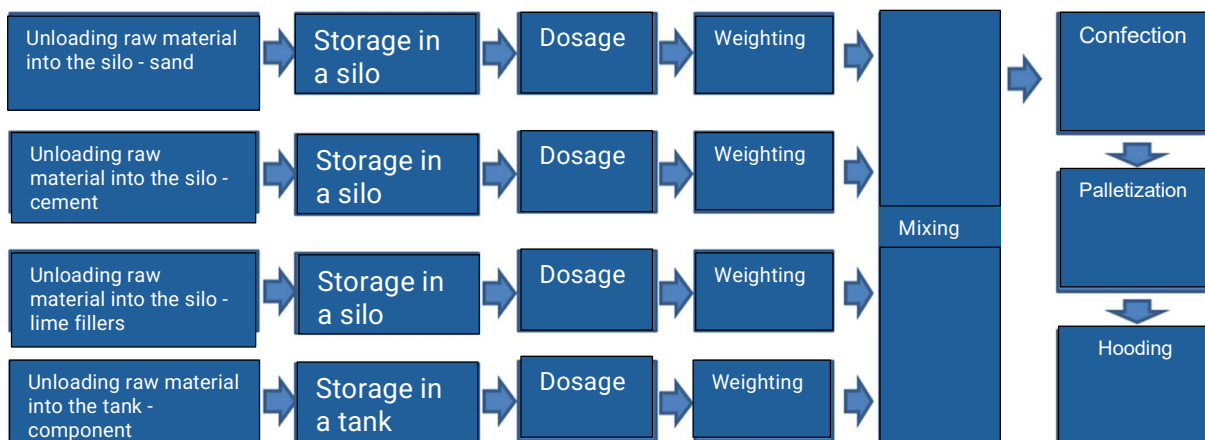 Unloading raw material
into the silo - sand
Storage in
a silo
Dosage
Weighting
Confection
Unloading raw
material into the silo -
cement
Storage in
a silo
Dosage
Weighting
Palletization
Mixing
Unloading raw
material into the silo -
lime fillers
Storage in
a silo
Dosage
Weighting
Hooding
Unloading raw material
into the tank -
component
Storage in
a tank
Dosage
Weighting